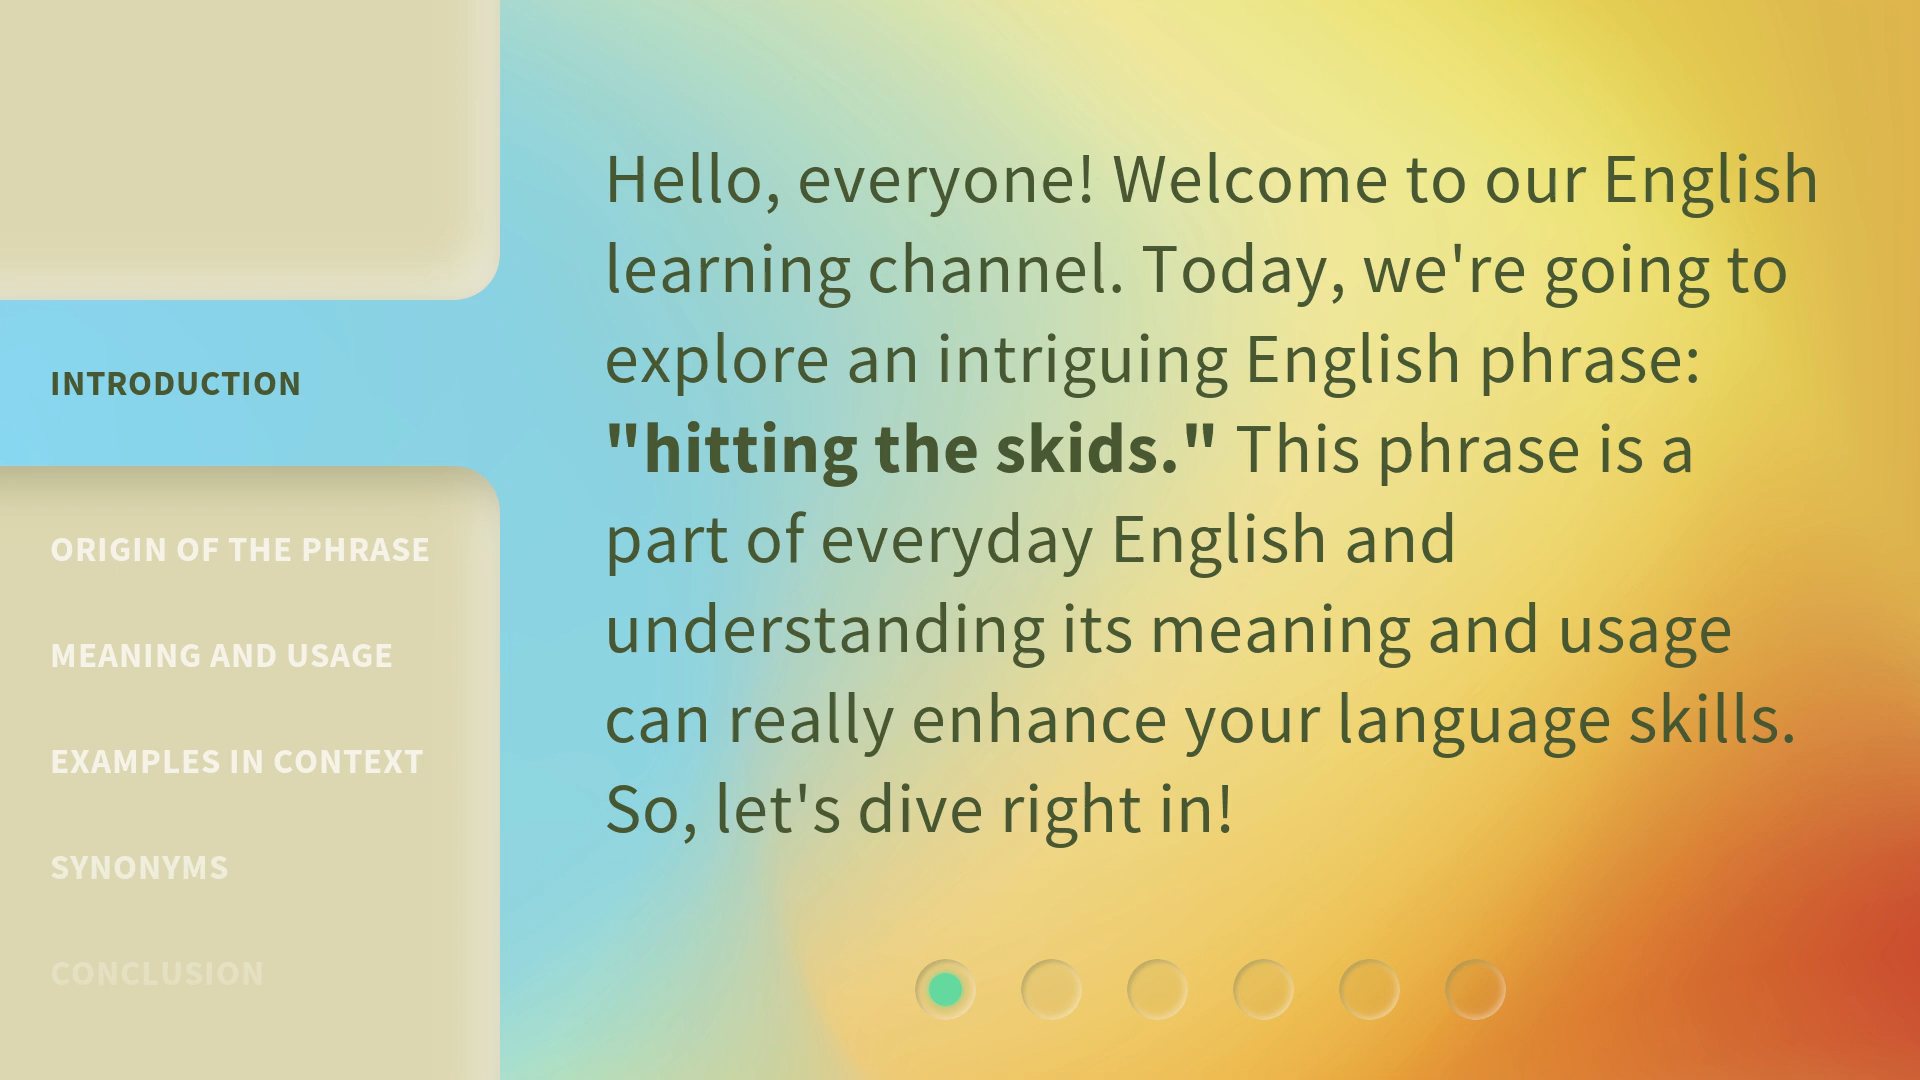 INTRODUCTION
ORIGIN OF THE PHRASE
MEANING AND USAGE
EXAMPLES IN CONTEXT
SYNONYMS
CONCLUSION
Hello, everyone! Welcome to our English
learning channel. Today, we're going to
explore an intriguing English phrase:
"hitting the skids." This phrase is a
part of everyday English and
understanding its meaning and usage
can really enhance your language skills.
So, let's dive right in!